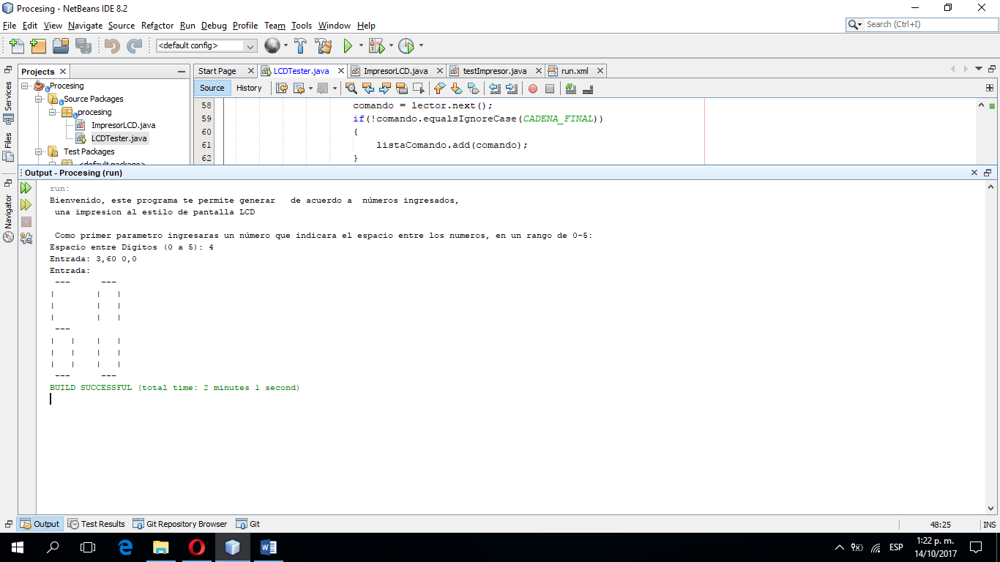 Procesing - NetBeans IDE 8.2
File Edit View Navigate Source Refactor Run Debug Profile Team Tools Window Help
Search (Ctrl+I)
<default config>
Projects
Start Page LCDTester.java ImpresorLCD.java testImpresor.java run.xml
Source History
Services
Files
Navigator
Procesing
Source Packages
procesing
ImpresorLCD.java
LCDTester.java
Test Packages
<default package>
58 comando = lector.next();
59 if(!comando.equalsIgnoreCase(CADENA_FINAL))
60 {
61 listaComando.add(comando);
62 }
Output - Procesing (run)
run:
Bienvenido, este programa te permite generar   de acuerdo a  números ingresados,
 una impresion al estilo de pantalla LCD
 Como primer parametro ingresaras un número que indicara el espacio entre los numeros, en un rango de 0-5:
Espacio entre Digitos (0 a 5): 4
Entrada: 3,60 0,0
Entrada:
 ---      ---
|        |   |
|        |   |
|        |   |
 ---
|   |    |   |
|   |    |   |
|   |    |   |
 ---      ---
BUILD SUCCESSFUL (total time: 2 minutes 1 second)
Output Test Results Git Repository Browser Git
48:25 INS
ESP
1:22 p. m.
14/10/2017